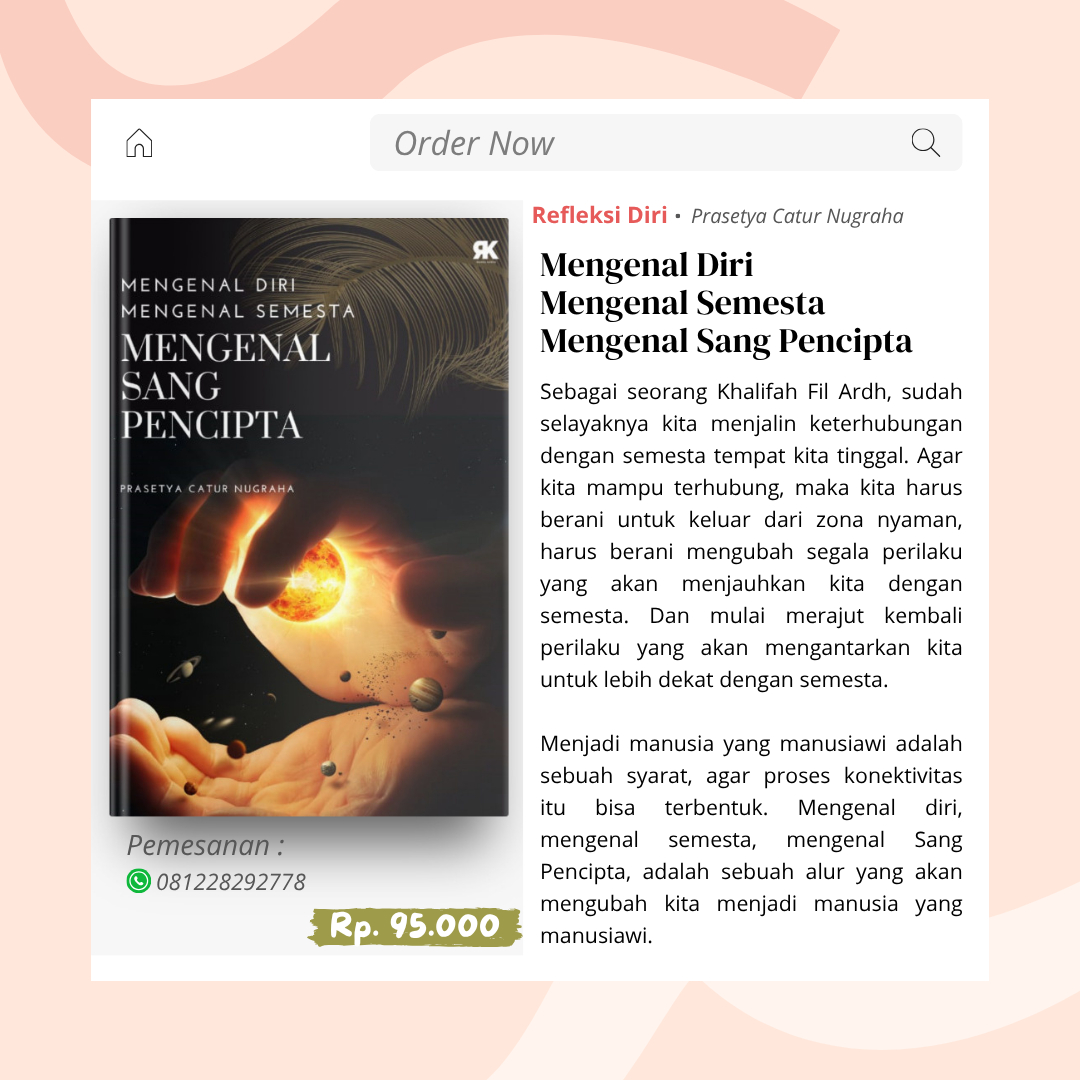 Order Now
MENGENAL DIRI
MENGENAL SEMESTA
MENGENAL
SANG
PENCIPTA
PRASETYA CATUR NUGRAHA
Pemesanan :
081228292778
Rp. 95.000
Refleksi Diri · Prasetya Catur Nugraha
Mengenal Diri
Mengenal Semesta
Mengenal Sang Pencipta
Sebagai seorang Khalifah Fil Ardh, sudah
selayaknya kita menjalin keterhubungan
dengan semesta tempat kita tinggal. Agar
kita mampu terhubung, maka kita harus
berani untuk keluar dari zona nyaman,
harus berani mengubah segala perilaku
yang akan menjauhkan kita dengan
semesta. Dan mulai merajut kembali
perilaku yang akan mengantarkan kita
untuk lebih dekat dengan semesta.
Menjadi manusia yang manusiawi adalah
sebuah syarat, agar proses konektivitas
itu bisa terbentuk. Mengenal diri,
mengenal semesta, mengenal Sang
Pencipta, adalah sebuah alur yang akan
mengubah kita menjadi manusia yang
manusiawi.